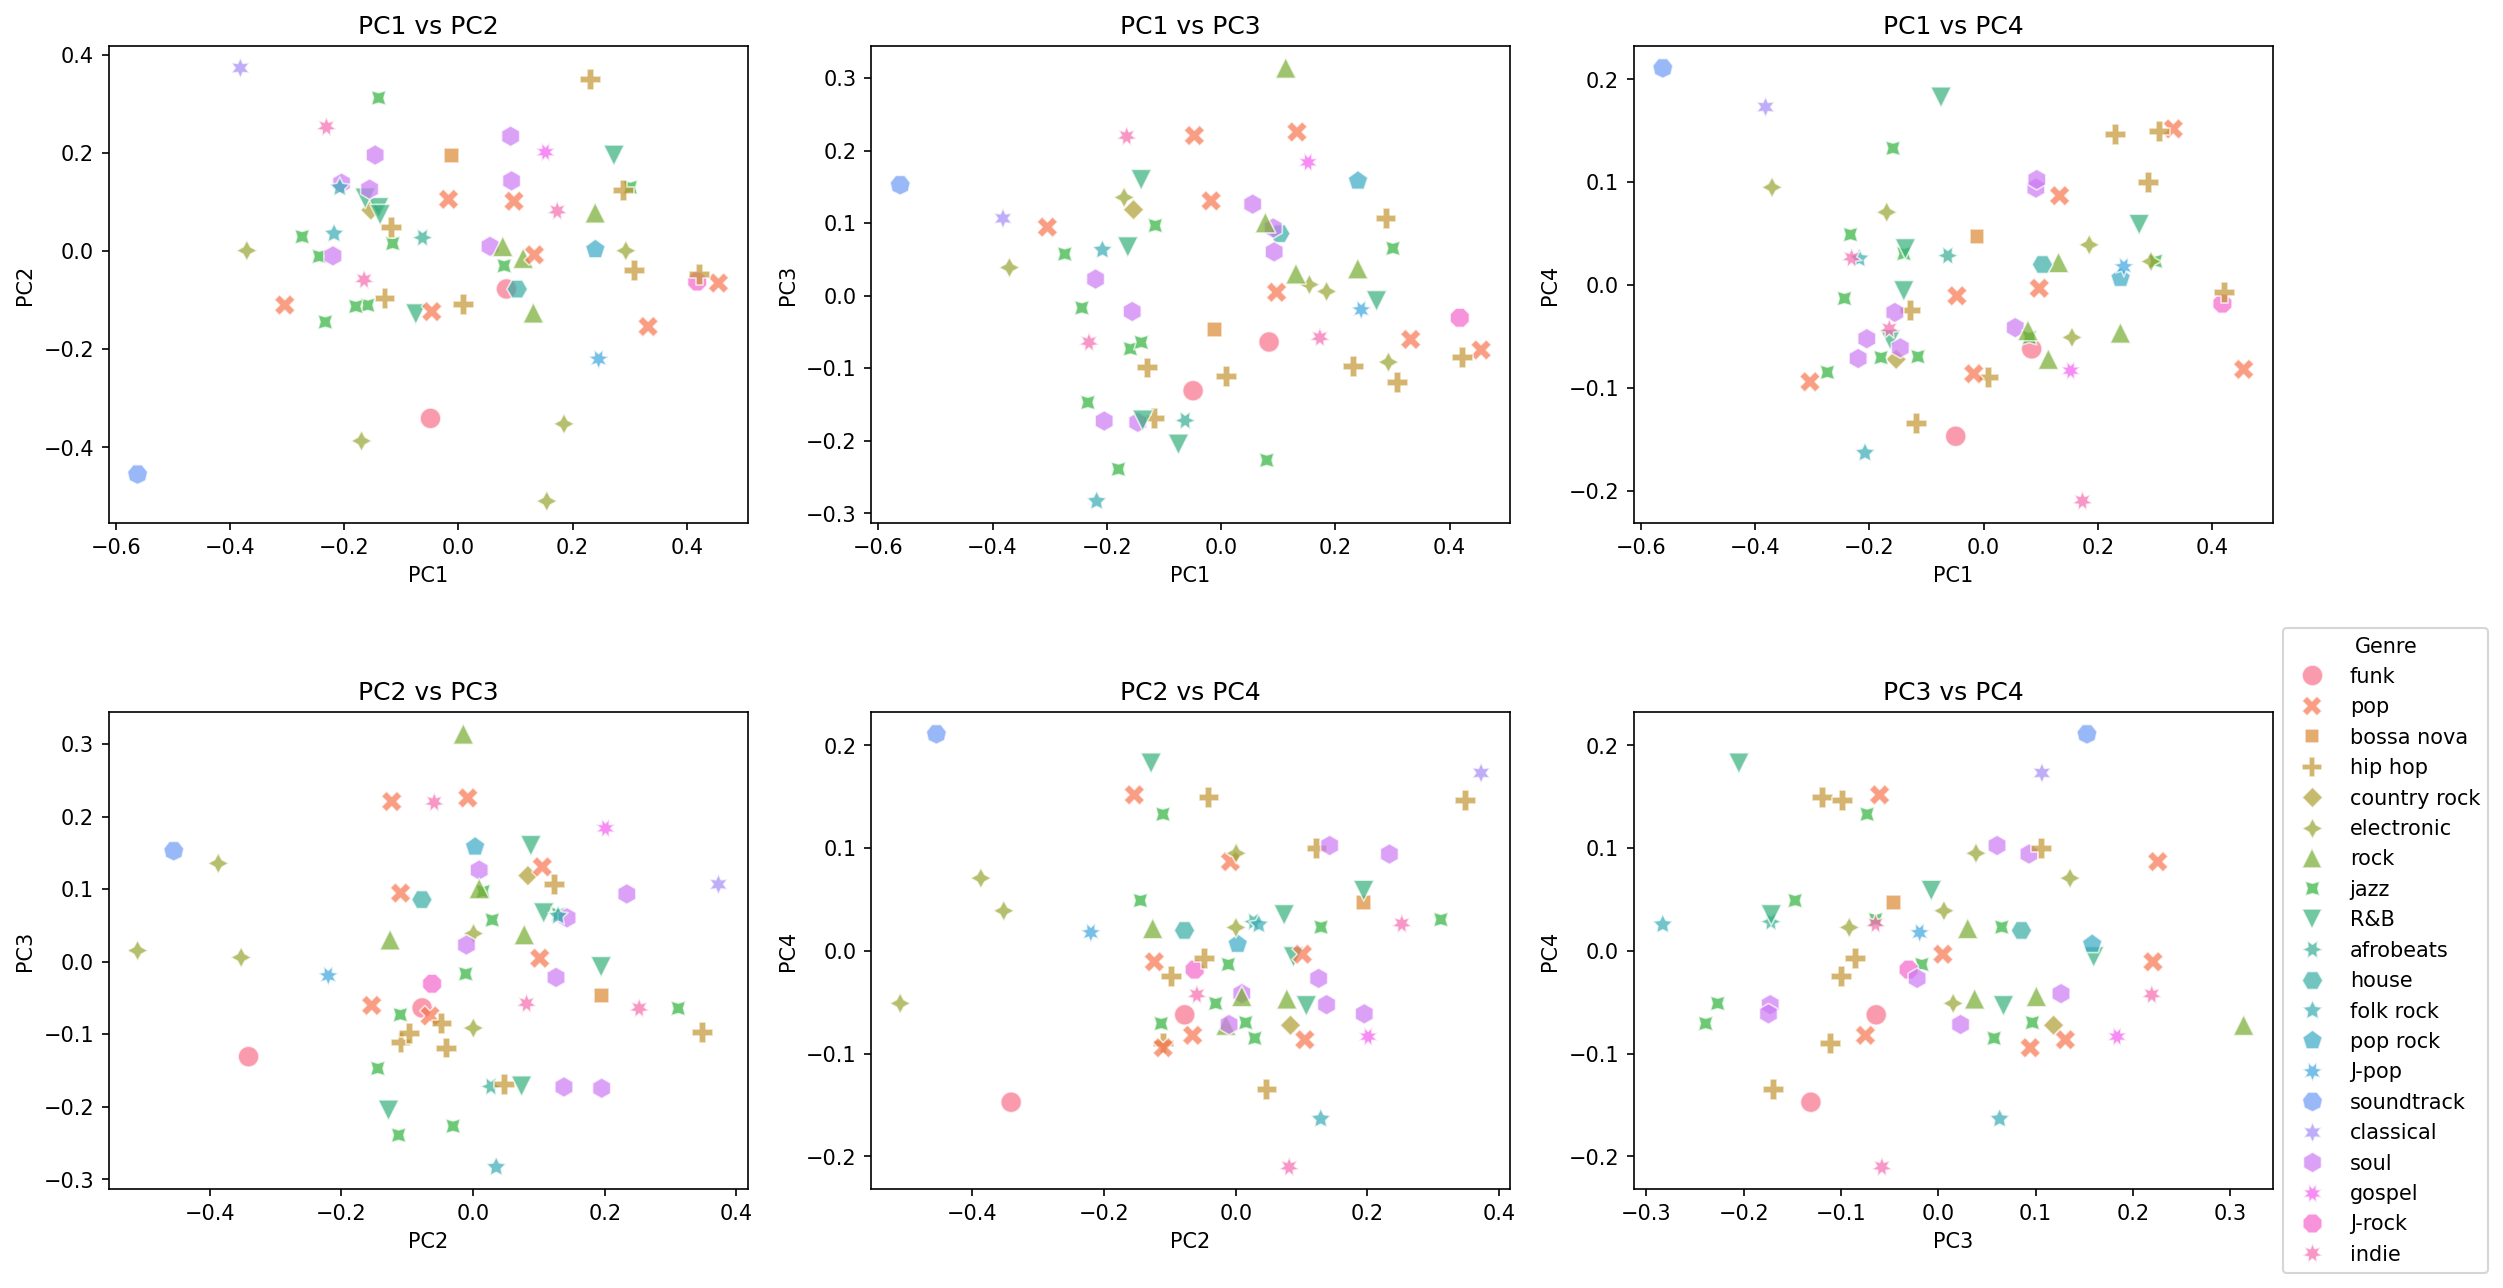 PC1 vs PC2
0.4
0.2
0.0
−0.2
−0.4
PC2
−0.6
−0.4
−0.2
0.0
0.2
0.4
PC1
PC1 vs PC3
0.3
0.2
0.1
0.0
−0.1
−0.2
−0.3
PC3
−0.6
−0.4
−0.2
0.0
0.2
0.4
PC1
PC1 vs PC4
0.2
0.1
0.0
−0.1
−0.2
PC4
−0.6
−0.4
−0.2
0.0
0.2
0.4
PC1
PC2 vs PC3
0.3
0.2
0.1
0.0
−0.1
−0.2
−0.3
PC3
−0.4
−0.2
0.0
0.2
0.4
PC2
PC2 vs PC4
0.2
0.1
0.0
−0.1
−0.2
PC4
−0.4
−0.2
0.0
0.2
0.4
PC2
PC3 vs PC4
0.2
0.1
0.0
−0.1
−0.2
PC4
−0.3
−0.2
−0.1
0.0
0.1
0.2
0.3
PC3
Genre
funk
pop
bossa nova
hip hop
country rock
electronic
rock
jazz
R&B
afrobeats
house
folk rock
pop rock
J-pop
soundtrack
classical
soul
gospel
J-rock
indie